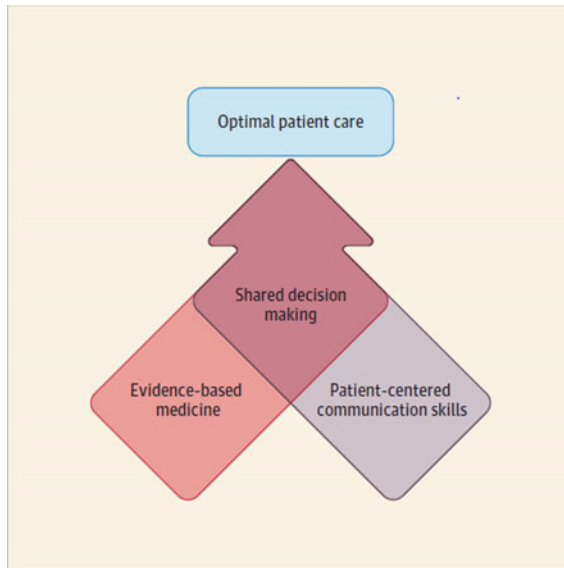 Optimal patient care
Shared decision
making
Evidence-based
medicine
Patient-centered
communication skills